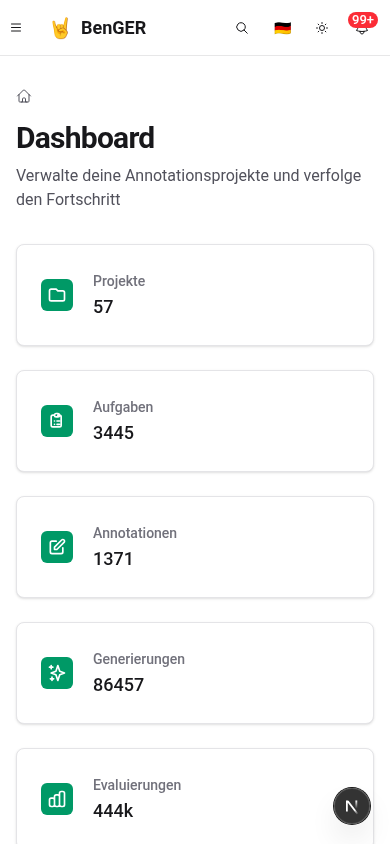 BenGER
99+
Dashboard
Verwalte deine Annotationsprojekte und verfolge
den Fortschritt
Projekte
57
Aufgaben
3445
Annotationen
1371
Generierungen
86457
Evaluierungen
444k
N